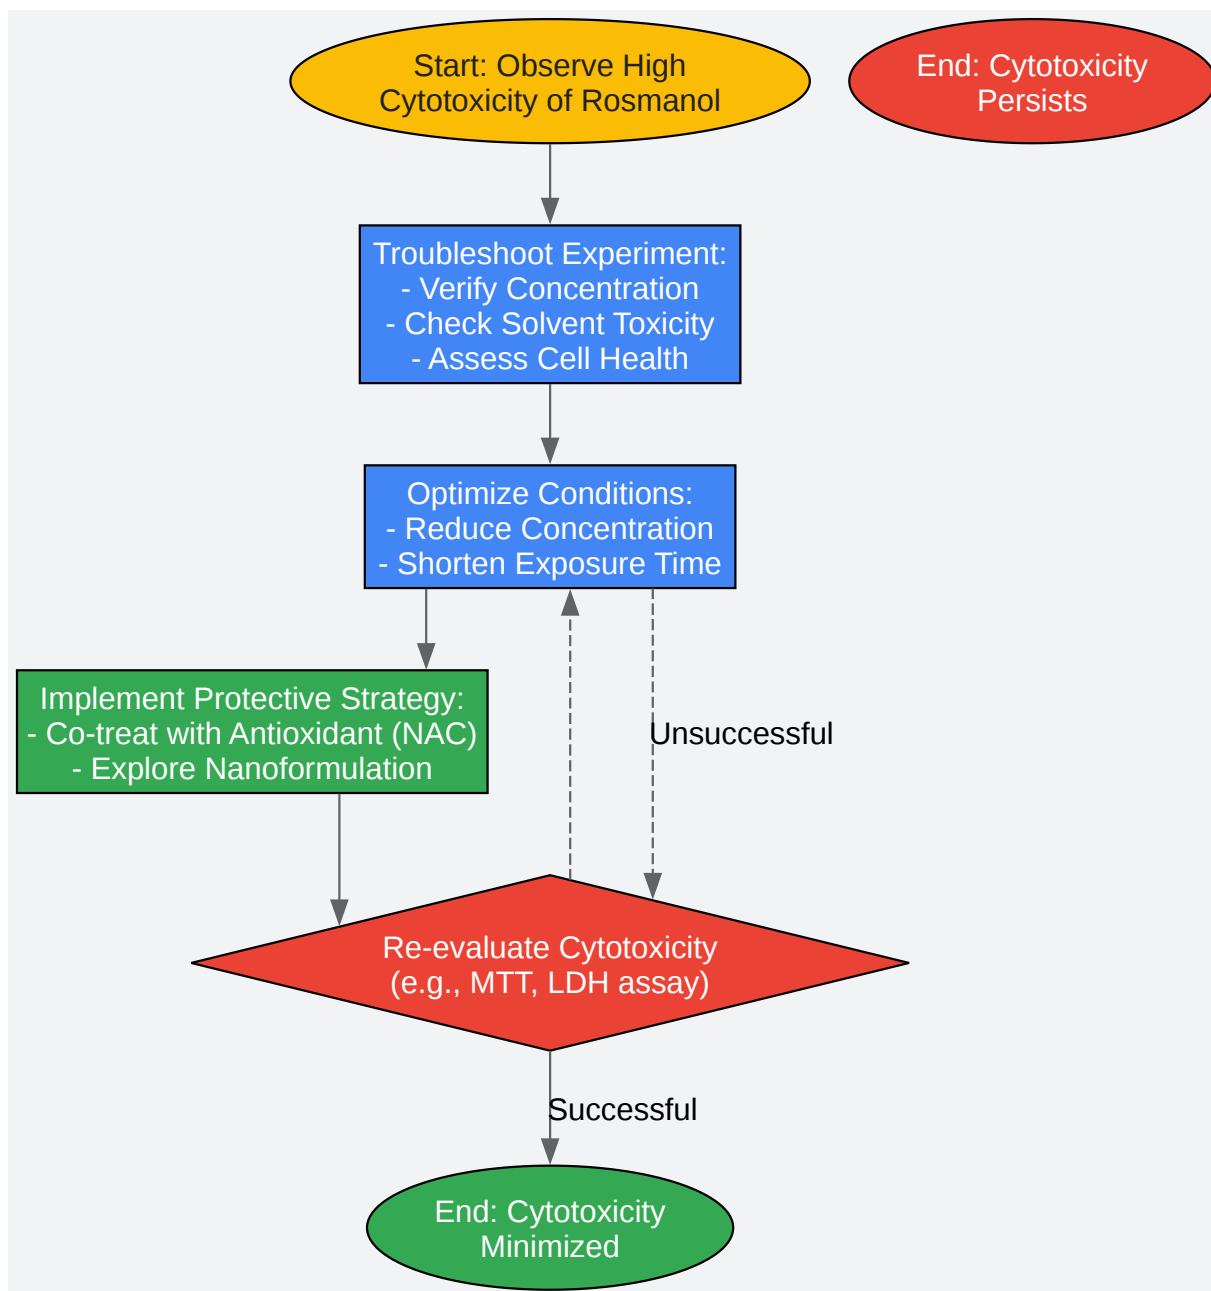 Start: Observe High
Cytotoxicity of Rosmanol
End: Cytotoxicity
Persists
Troubleshoot Experiment:
- Verify Concentration
- Check Solvent Toxicity
- Assess Cell Health
Optimize Conditions:
- Reduce Concentration
- Shorten Exposure Time
Implement Protective Strategy:
- Co-treat with Antioxidant (NAC)
- Explore Nanoformulation
Unsuccessful
Re-evaluate Cytotoxicity
(e.g., MTT, LDH assay)
Successful
End: Cytotoxicity
Minimized